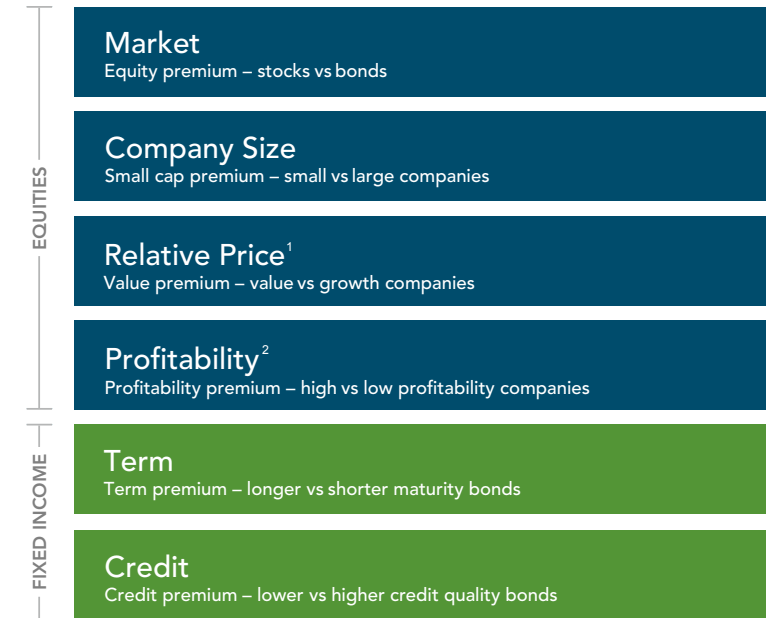 EQUITIES
Market
Equity premium – stocks vs bonds
Company Size
Small cap premium – small vs large companies
Relative Price¹
Value premium – value vs growth companies
Profitability²
Profitability premium – high vs low profitability companies
FIXED INCOME
Term
Term premium – longer vs shorter maturity bonds
Credit
Credit premium – lower vs higher credit quality bonds